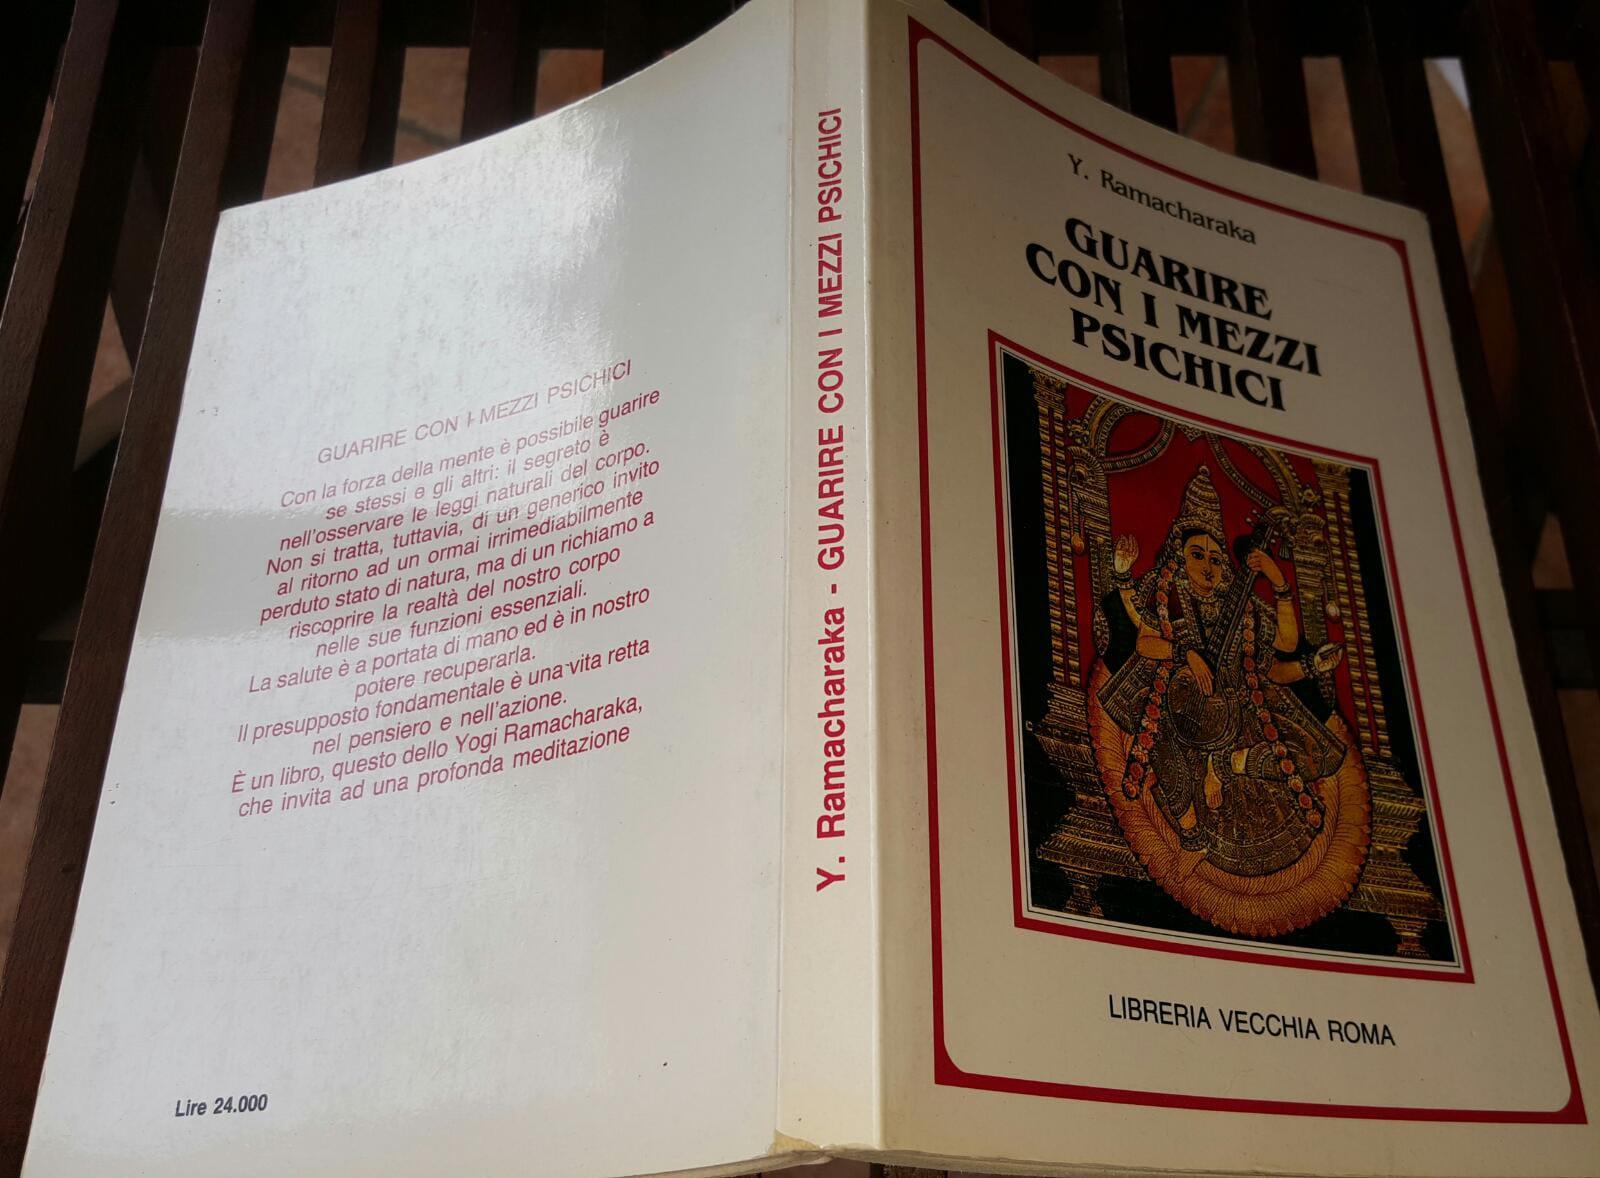 GUARIRE CON I MEZZI PSICHICI
Con la forza della mente è possibile guarire
se stessi e gli altri: il segreto è
nell'osservare le leggi naturali del corpo.
Non si tratta, tuttavia, di un generico invito
al ritorno ad un ormai irrimediabilmente
perduto stato di natura, ma di un richiamo a
riscoprire la realtà del nostro corpo
nelle sue funzioni essenziali.
La salute è a portata di mano ed è in nostro
potere recuperarla.
Il presupposto fondamentale è una vita retta
nel pensiero e nell'azione.
È un libro, questo dello Yogi Ramacharaka,
che invita ad una profonda meditazione
Lire 24.000
Y. Ramacharaka - GUARIRE CON I MEZZI PSICHICI
Y. Ramacharaka
GUARIRE
CON I MEZZI
PSICHICI
LIBRERIA VECCHIA ROMA